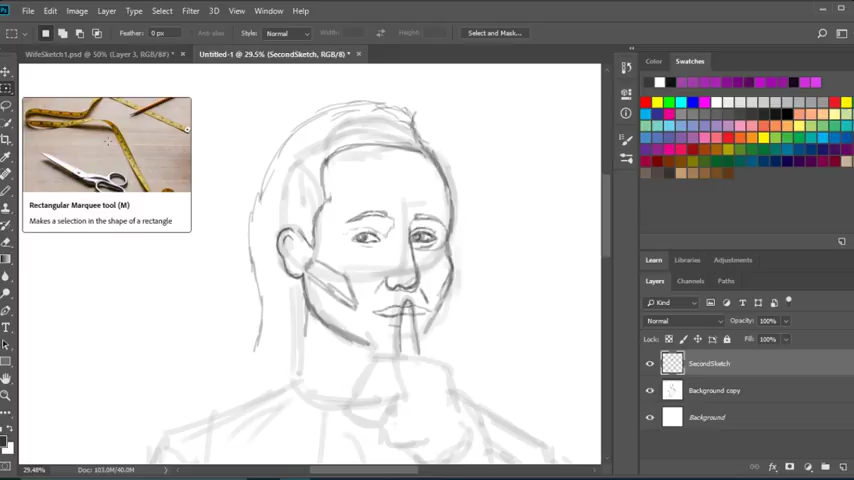 Ps File Edit Image Layer Type Select Filter 3D View Window Help
Feather: 0 px Anti-alias Style: Normal Width: Height: Select and Mask...
WifeSketch1.psd @ 50% (Layer 3, RGB/8#) * × Untitled-1 @ 29.5% (SecondSketch, RGB/8) * ×
Color Swatches
Rectangular Marquee tool (M)
Makes a selection in the shape of a rectangle
Learn Libraries Adjustments
Layers Channels Paths
Kind
Normal Opacity: 100%
Lock: Fill: 100%
SecondSketch
Background copy
Background
29.48% Doc: 103.0M/40.0M
fx